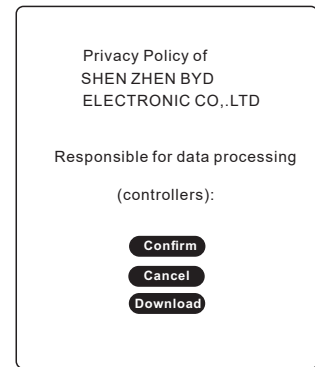 Privacy Policy of
SHEN ZHEN BYD
ELECTRONIC CO,.LTD
Responsible for data processing
(controllers):
Confirm
Cancel
Download